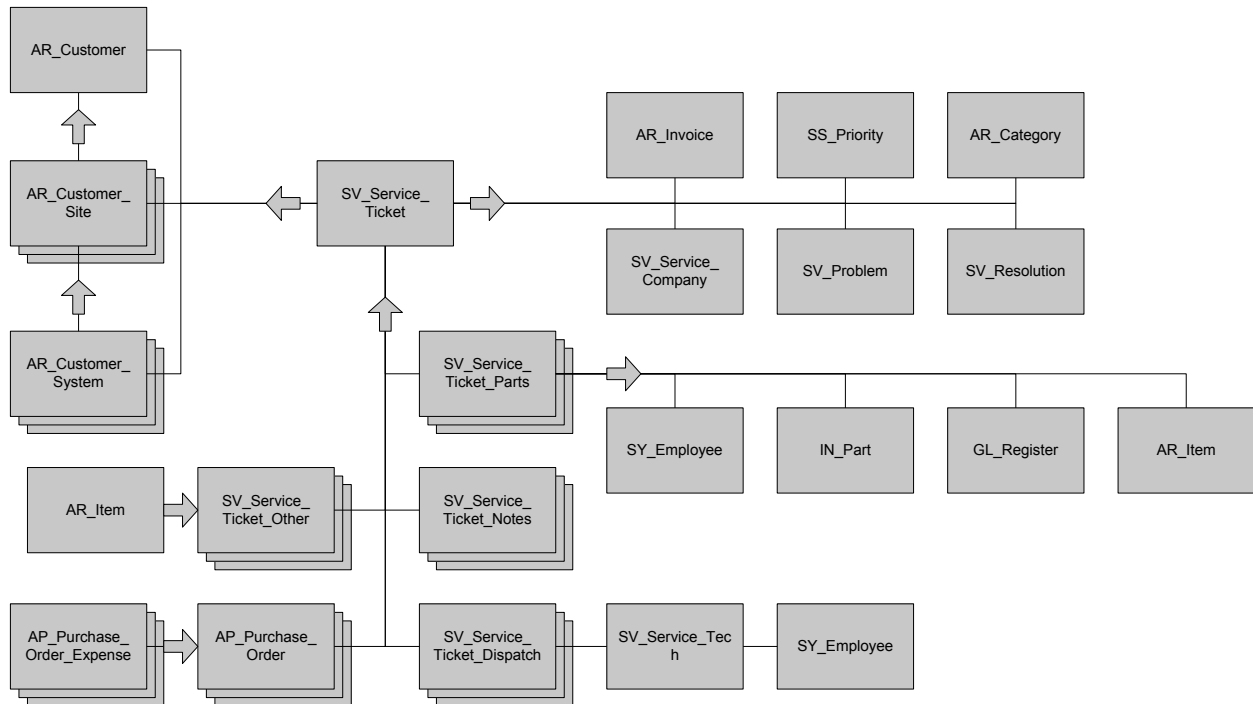 AR_Customer
AR_Invoice
SS_Priority
AR_Category
AR_Customer_
Site
SV_Service_
Ticket
SV_Service_
Company
SV_Problem
SV_Resolution
AR_Customer_
System
SV_Service_
Ticket_Parts
SY_Employee
IN_Part
GL_Register
AR_Item
AR_Item
SV_Service_
Ticket_Other
SV_Service_
Ticket_Notes
AP_Purchase_
Order_Expense
AP_Purchase_
Order
SV_Service_
Ticket_Dispatch
SV_Service_Tec
h
SY_Employee